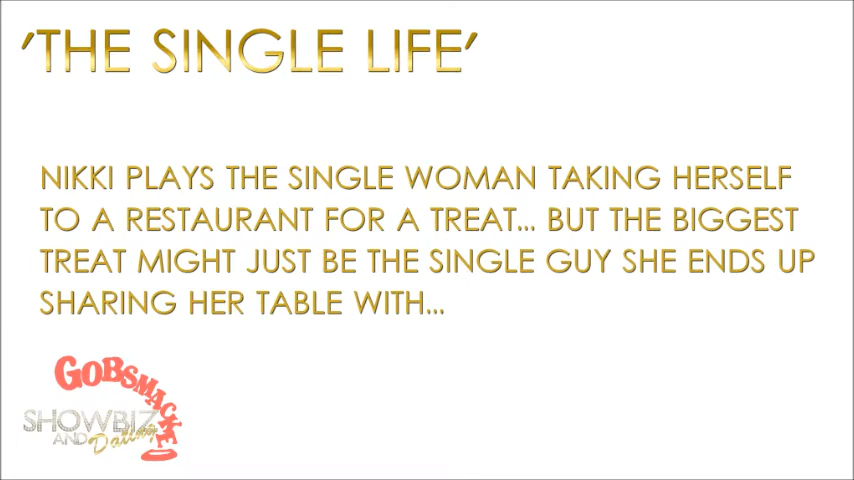 'THE SINGLE LIFE'
NIKKI PLAYS THE SINGLE WOMAN TAKING HERSELF
TO A RESTAURANT FOR A TREAT... BUT THE BIGGEST
TREAT MIGHT JUST BE THE SINGLE GUY SHE ENDS UP
SHARING HER TABLE WITH...
GOBSMACKED
SHOWBIZ
AND Dating